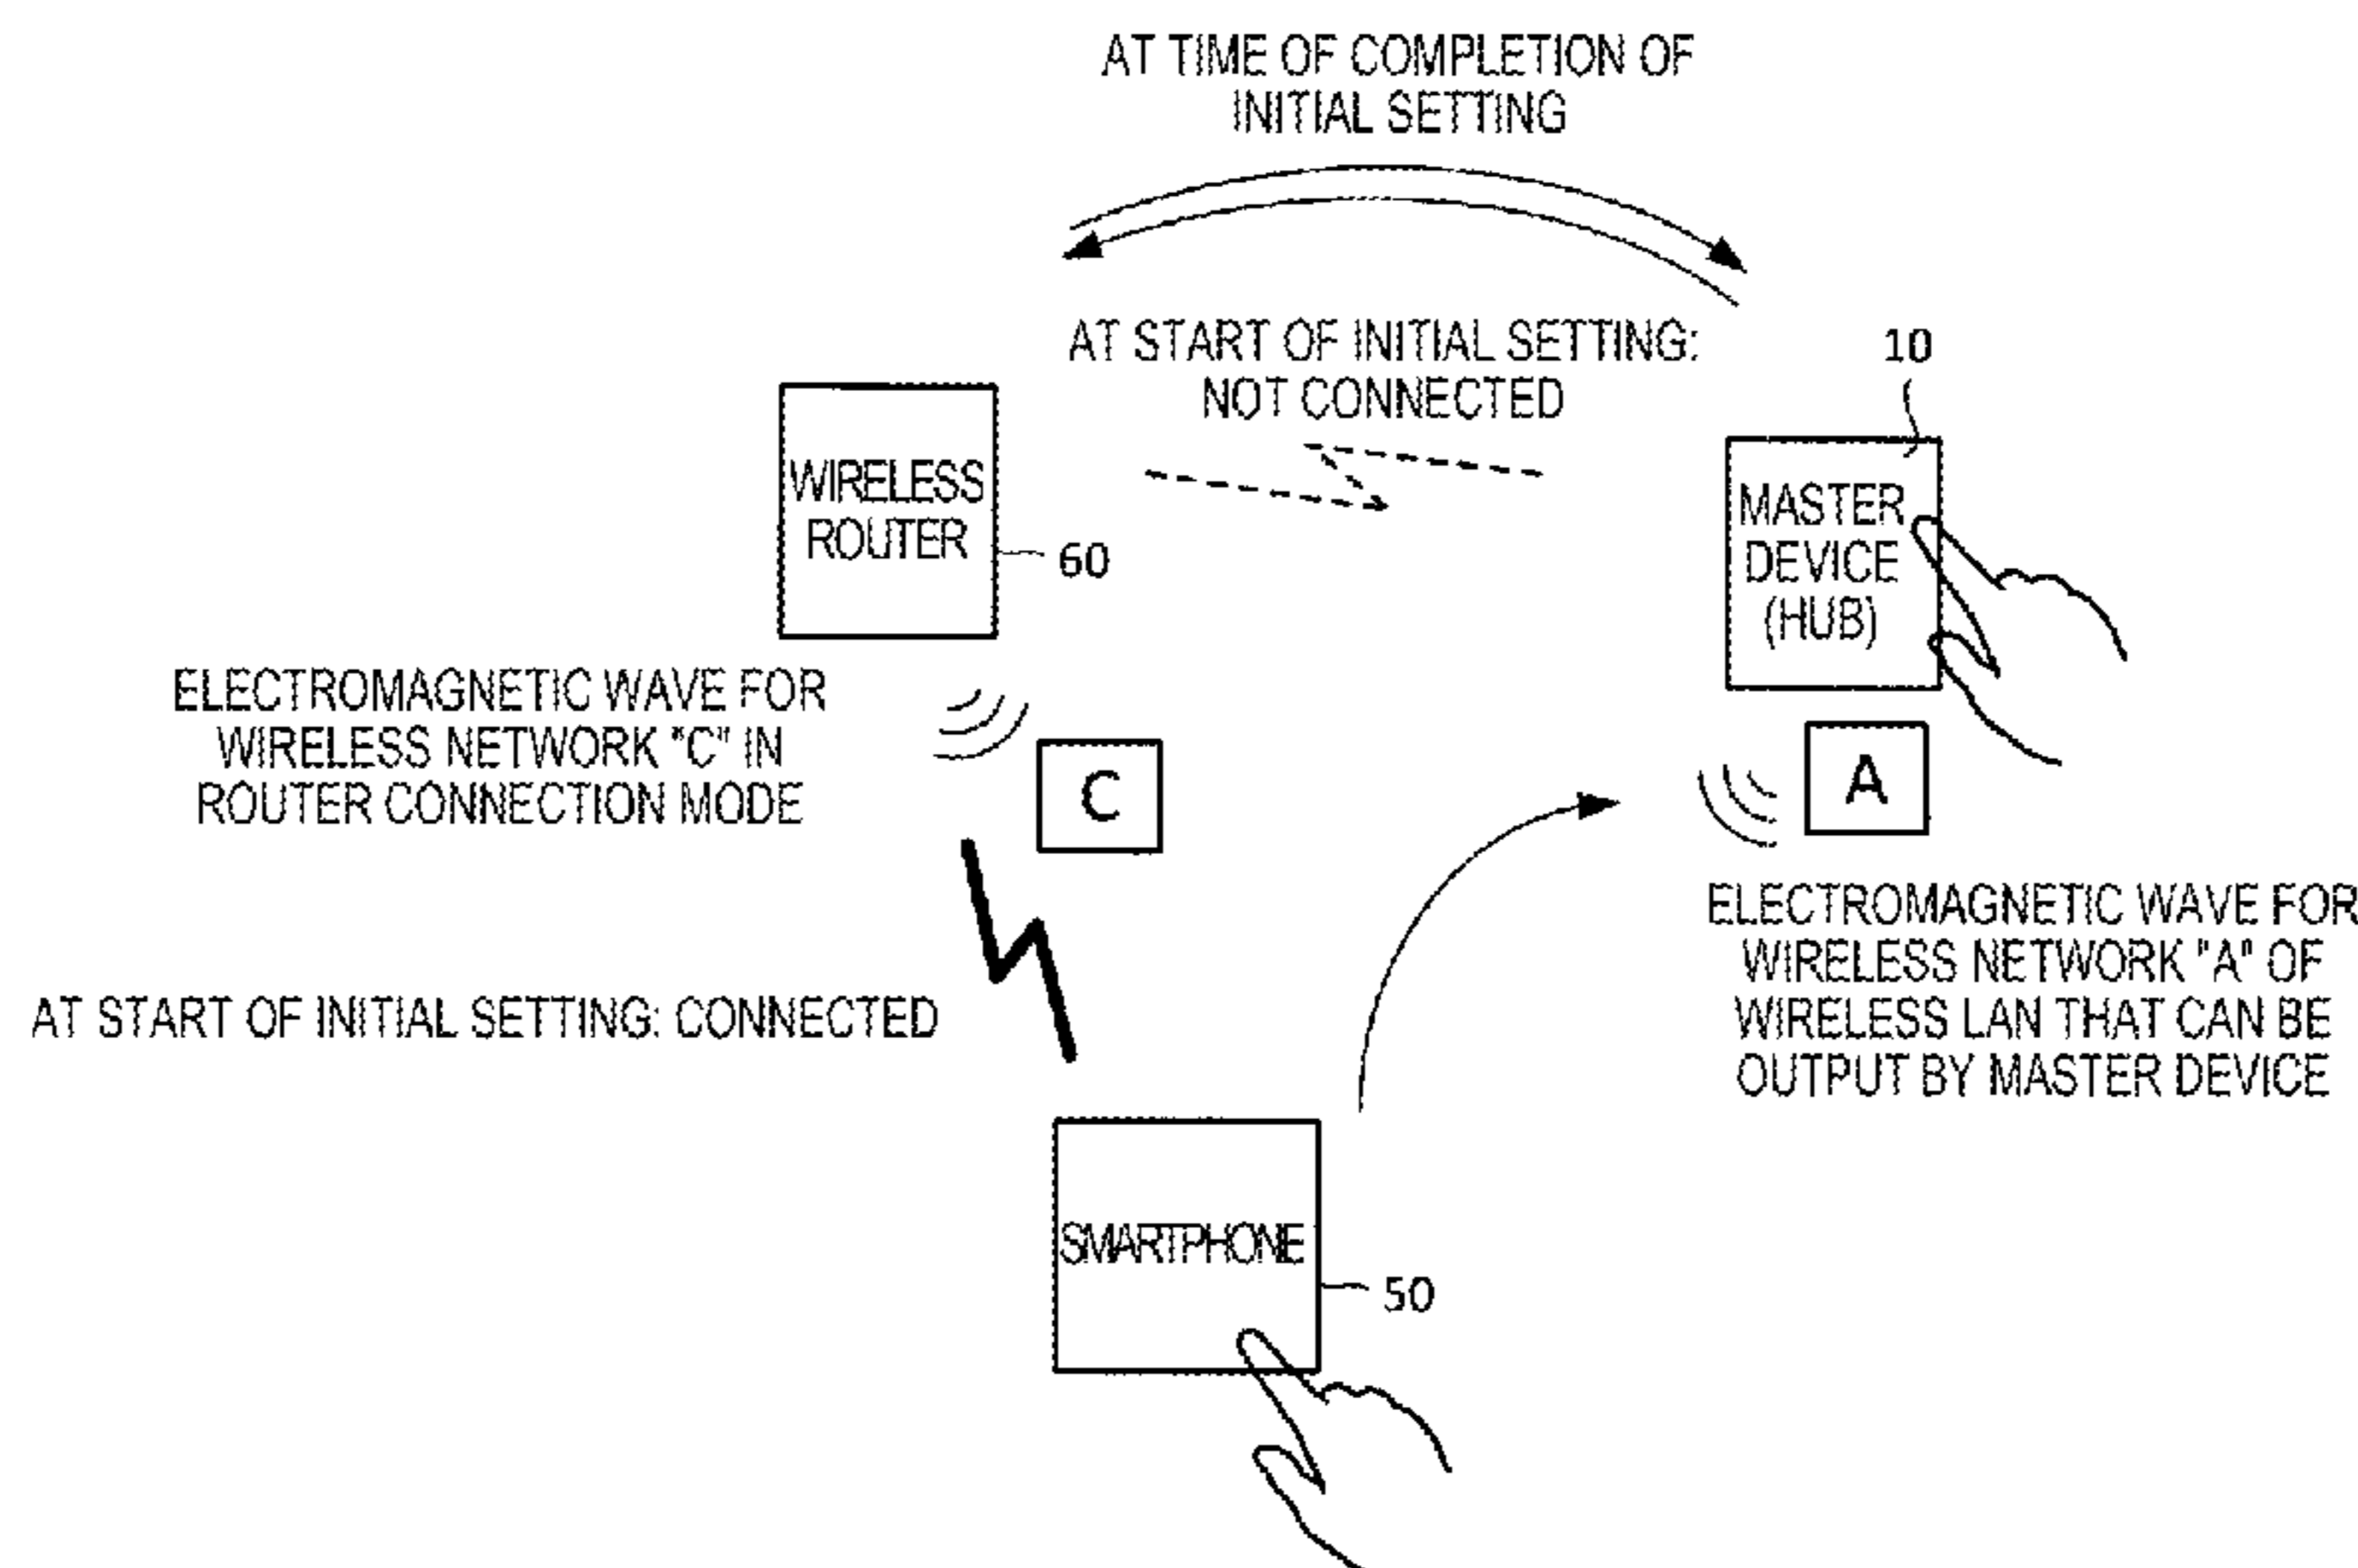 AT TIME OF COMPLETION OF
INITIAL SETTING
AT START OF INITIAL SETTING:
NOT CONNECTED
10
WIRELESS
ROUTER
60
MASTER
DEVICE
(HUB)
ELECTROMAGNETIC WAVE FOR
WIRELESS NETWORK "C" IN
ROUTER CONNECTION MODE
C
A
ELECTROMAGNETIC WAVE FOR
WIRELESS NETWORK "A" OF
WIRELESS LAN THAT CAN BE
OUTPUT BY MASTER DEVICE
AT START OF INITIAL SETTING: CONNECTED
SMARTPHONE
50